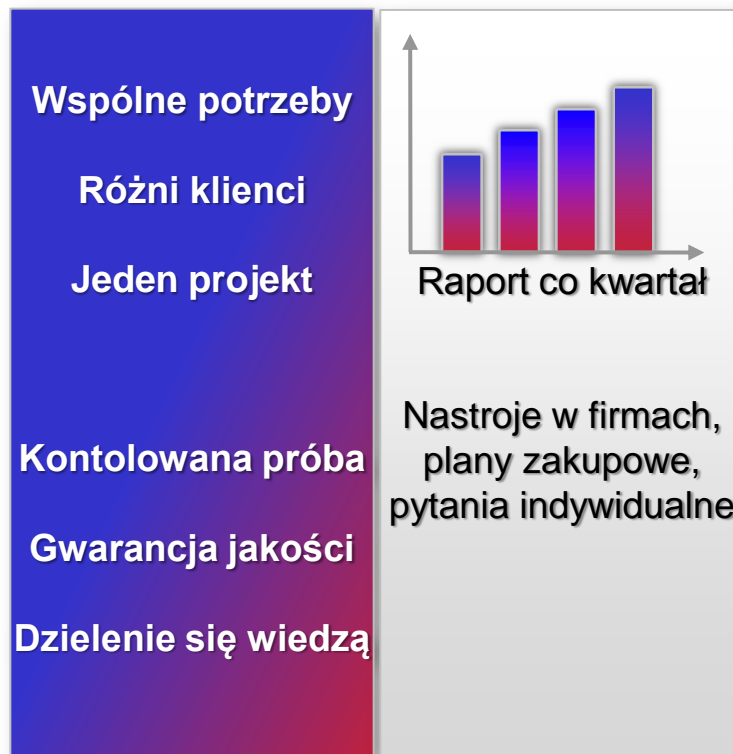 Wspólne potrzeby
Różni klienci
Jeden projekt
Kontolowana próba
Gwarancja jakości
Dzielenie się wiedzą
Raport co kwartał
Nastroje w firmach,
plany zakupowe,
pytania indywidualne